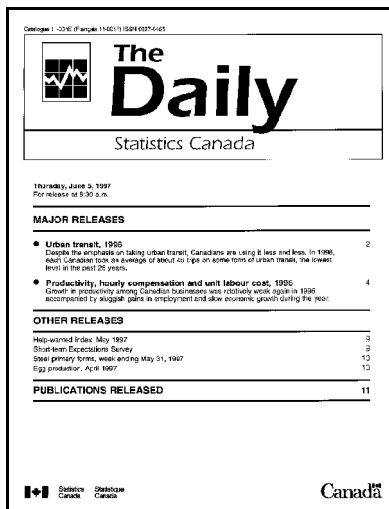 Catalogue 11-001E (Français 11-001F) ISSN 0827-0465
The
Daily
Statistics Canada
Thursday, June 5, 1997
For release at 8:30 a.m.
MAJOR RELEASES
● Urban transit, 1996 2
Despite the emphasis on taking urban transit, Canadians are using it less and less. In 1996,
each Canadian took an average of about 48 trips on some form of urban transit, the lowest
level in the past 25 years.
● Productivity, hourly compensation and unit labour cost, 1996 4
Growth in productivity among Canadian businesses was relatively weak again in 1996
accompanied by sluggish gains in employment and slow economic growth during the year.
OTHER RELEASES
Help-wanted Index, May 1997 9
Short-term Expectations Survey 9
Steel primary forms, week ending May 31, 1997 10
Egg production, April 1997 10
PUBLICATIONS RELEASED 11
Statistics Statistique
Canada Canada
Canada